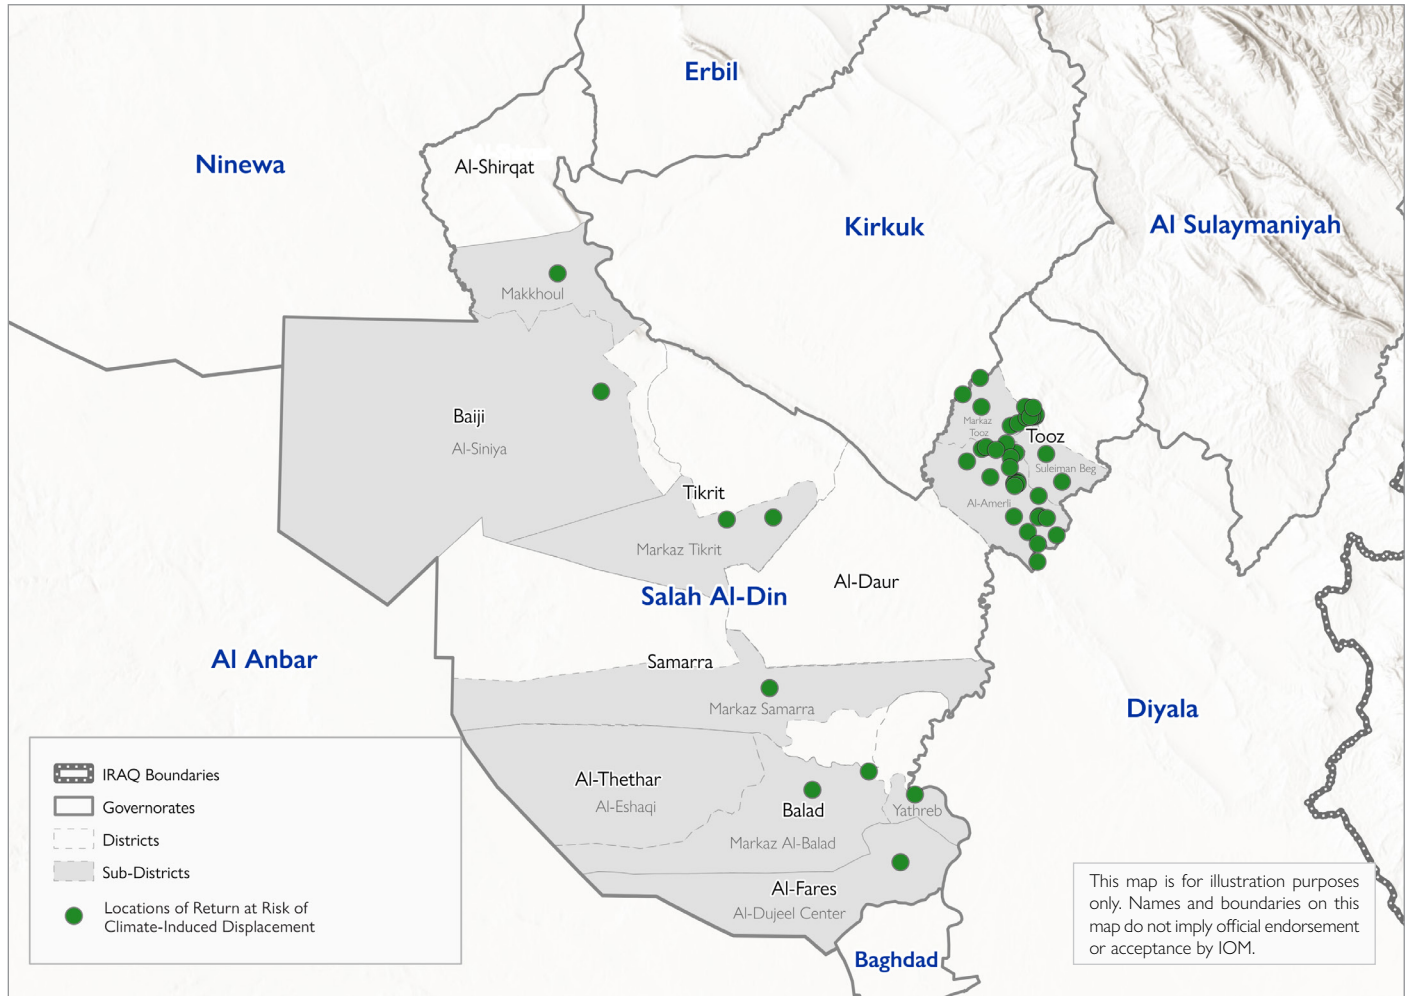 Erbil
Ninewa
Al-Shirqat
Kirkuk
Al Sulaymaniyah
Makkhoul
Baiji
Al-Siniya
Markaz
Tooz
Tooz
Suleiman Beg
Al-Amerli
Tikrit
Markaz Tikrit
Al-Daur
Salah Al-Din
Al Anbar
Samarra
Markaz Samarra
Diyala
Al-Thethar
Al-Eshaqi
Balad
Yathreb
Markaz Al-Balad
Al-Fares
Al-Dujeel Center
Baghdad
IRAQ Boundaries
Governorates
Districts
Sub-Districts
Locations of Return at Risk of
Climate-Induced Displacement
This map is for illustration purposes
only. Names and boundaries on this
map do not imply official endorsement
or acceptance by IOM.